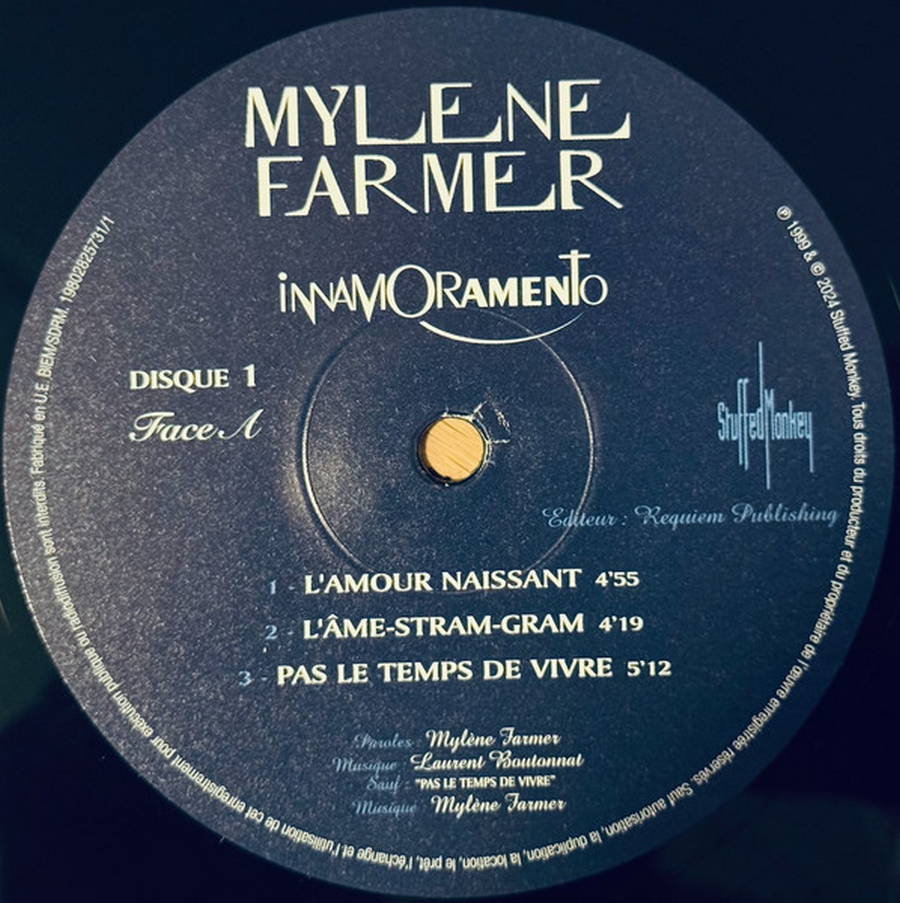 MYLENE
FARMER
INNAMORAMENTO
DISQUE 1
Face A
StuffedMonkey
Editeur : Requiem Publishing
1 - L'AMOUR NAISSANT 4'55
2 - L'ÂME-STRAM-GRAM 4'19
3 - PAS LE TEMPS DE VIVRE 5'12
Paroles : Mylène Farmer
Musique : Laurent Boutonnat
Sauf : "PAS LE TEMPS DE VIVRE"
Musique : Mylène Farmer
℗ 1999 & © 2024 Stuffed Monkey. Tous droits du producteur et du propriétaire de l'œuvre enregistrée réservés. Sauf autorisation, la duplication, la location, le prêt, l'échange et l'utilisation de cet enregistrement pour exécution publique ou radiodiffusion sont interdits. Fabriqué en U.E. BIEM/SDRM. 19802825731/1